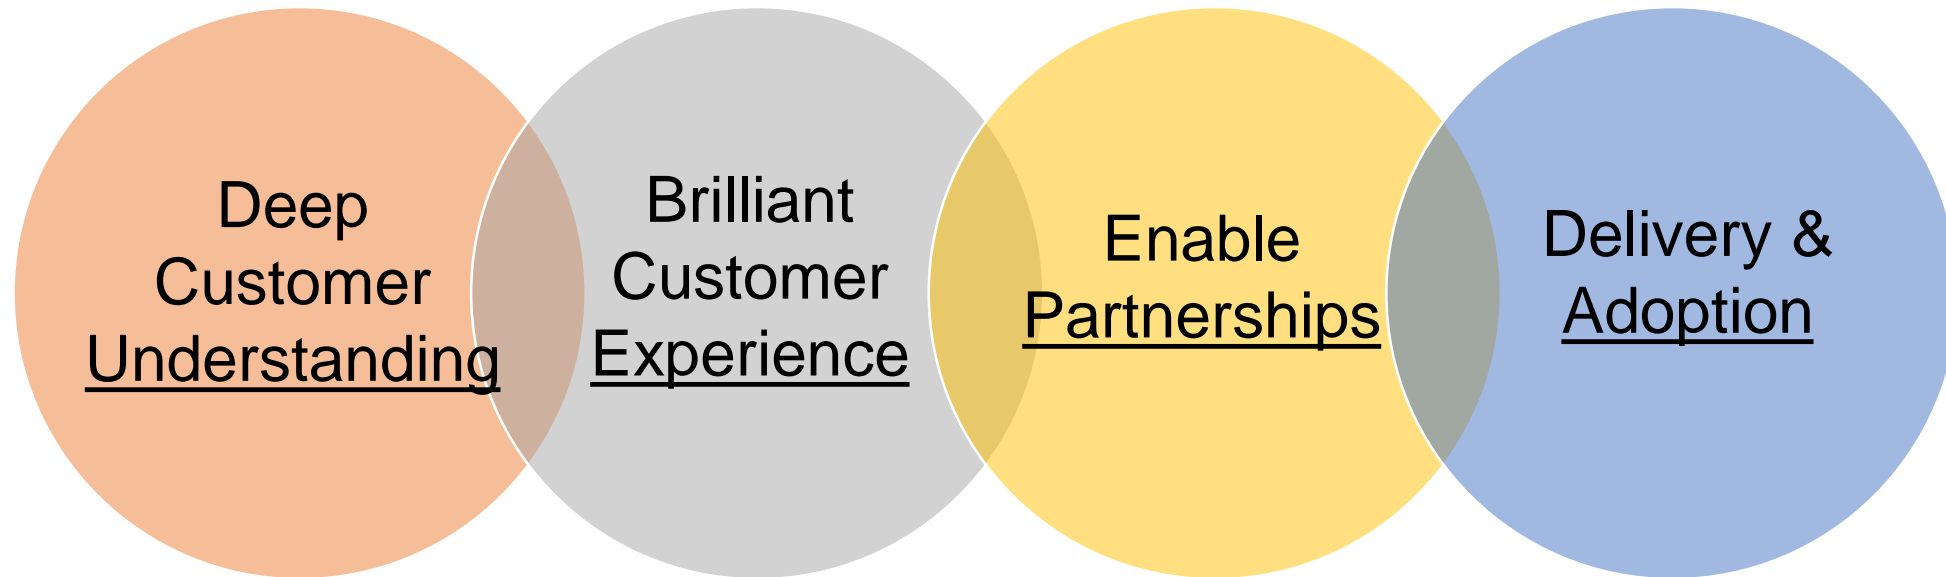 Deep
Customer
Understanding
Brilliant
Customer
Experience
Enable
Partnerships
Delivery &
Adoption